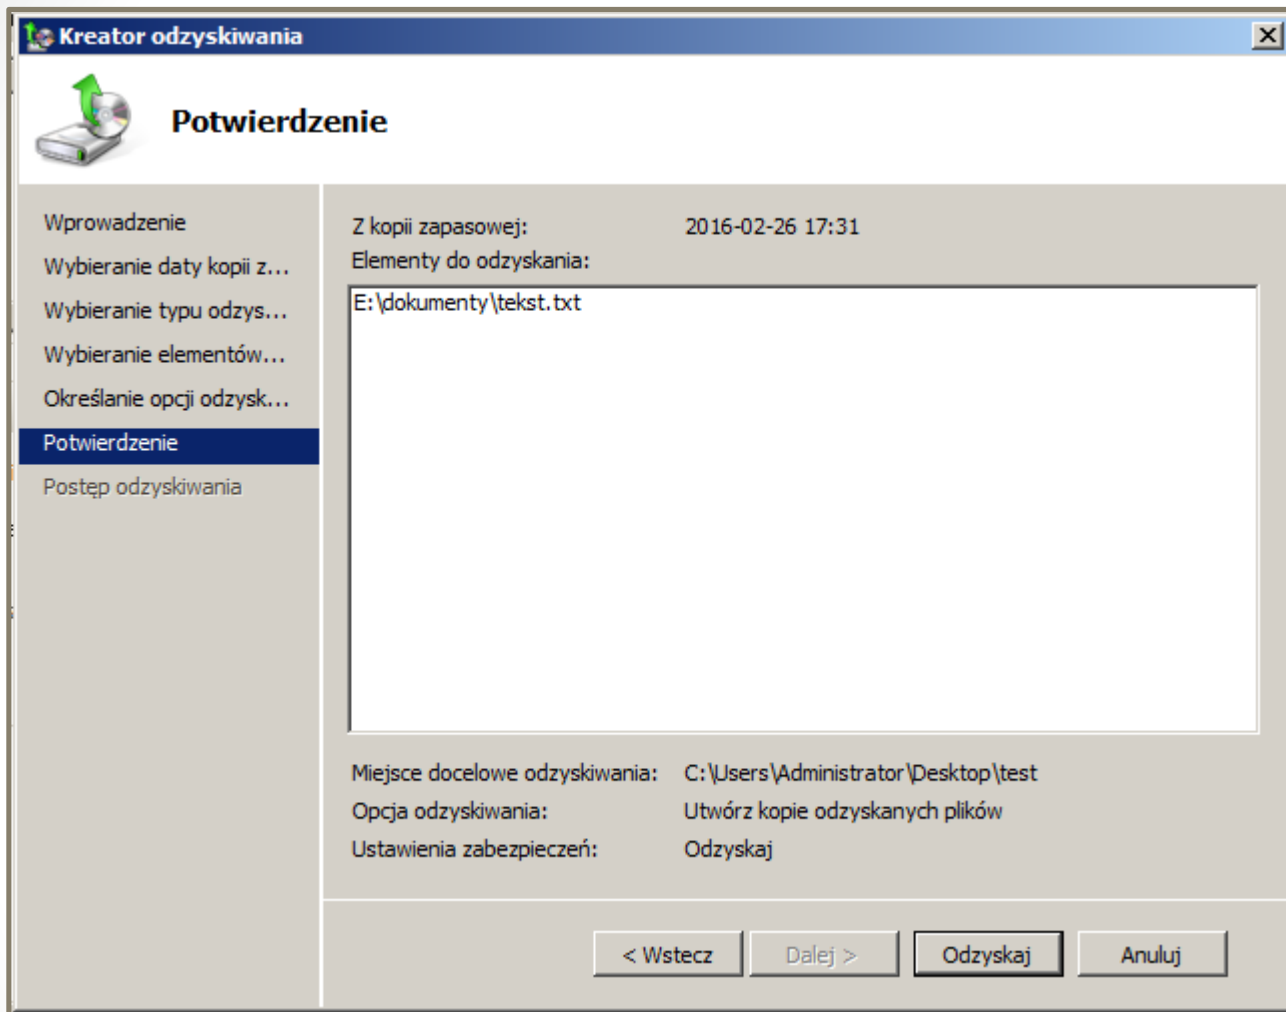 Kreator odzyskiwania
Potwierdzenie
Wprowadzenie
Wybieranie daty kopii z...
Wybieranie typu odzys...
Wybieranie elementów...
Określanie opcji odzysk...
Potwierdzenie
Postęp odzyskiwania
Z kopii zapasowej: 2016-02-26 17:31
Elementy do odzyskania:
E:\dokumenty\tekst.txt
Miejsce docelowe odzyskiwania: C:\Users\Administrator\Desktop\test
Opcja odzyskiwania: Utwórz kopie odzyskanych plików
Ustawienia zabezpieczeń: Odzyskaj
< Wstecz Dalej > Odzyskaj Anuluj